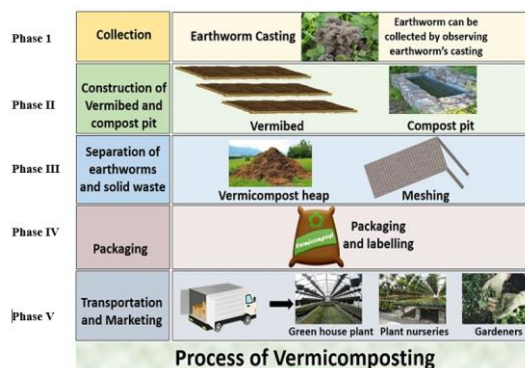 Phase 1
Collection
Earthworm Casting
Earthworm can be
collected by observing
earthworm's casting
Phase II
Construction of
Vermibed and
compost pit
Vermibed
Compost pit
Phase III
Separation of
earthworms
and solid waste
Vermicompost heap
Meshing
Phase IV
Packaging
Vermicompost
Packaging
and labelling
Phase V
Transportation
and Marketing
Green house plant
Plant nurseries
Gardeners
Process of Vermicomposting